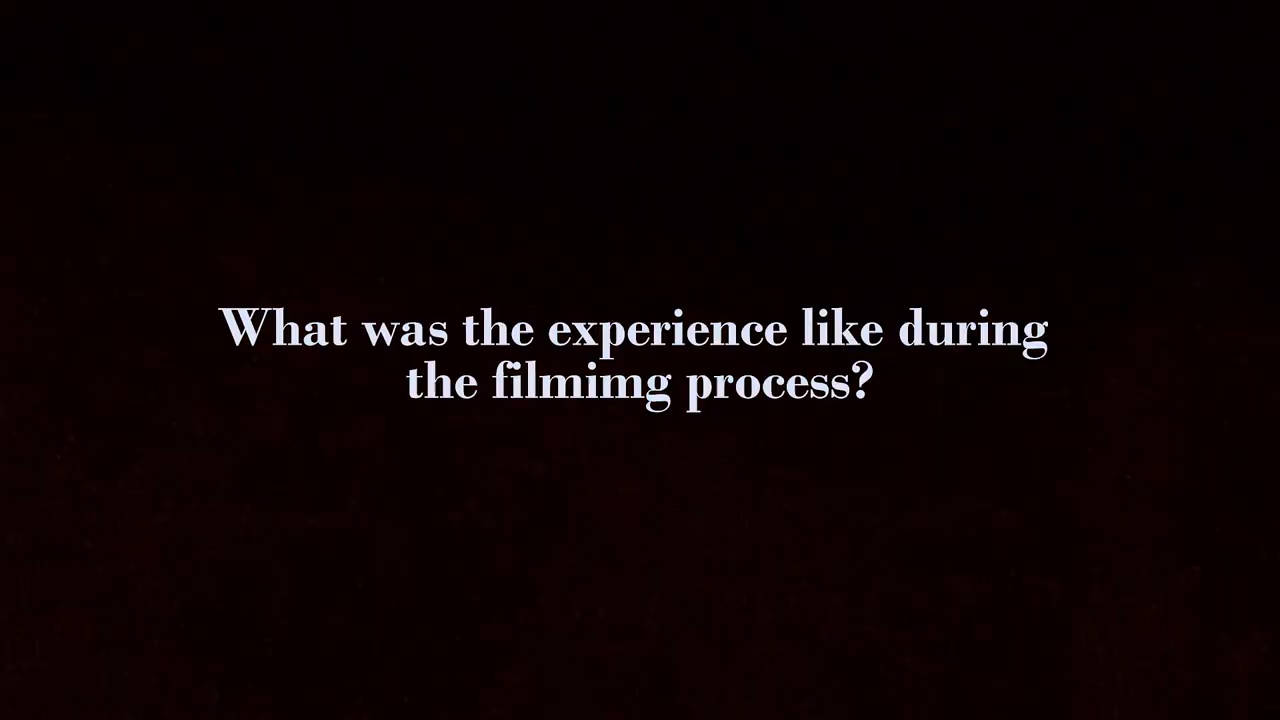 What was the experience like during
the filmimg process?